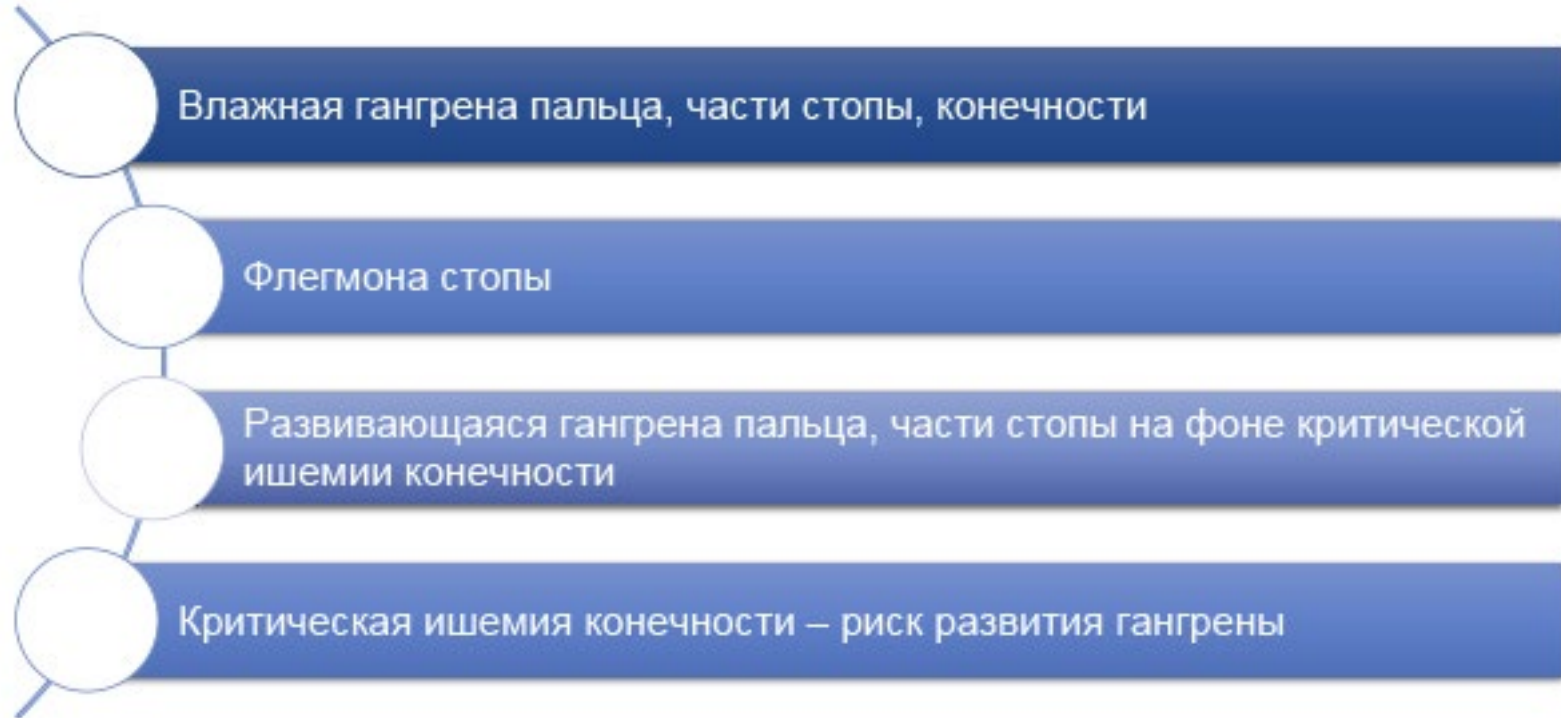 Влажная гангрена пальца, части стопы, конечности
Флегмона стопы
Развивающаяся гангрена пальца, части стопы на фоне критической
ишемии конечности
Критическая ишемия конечности – риск развития гангрены